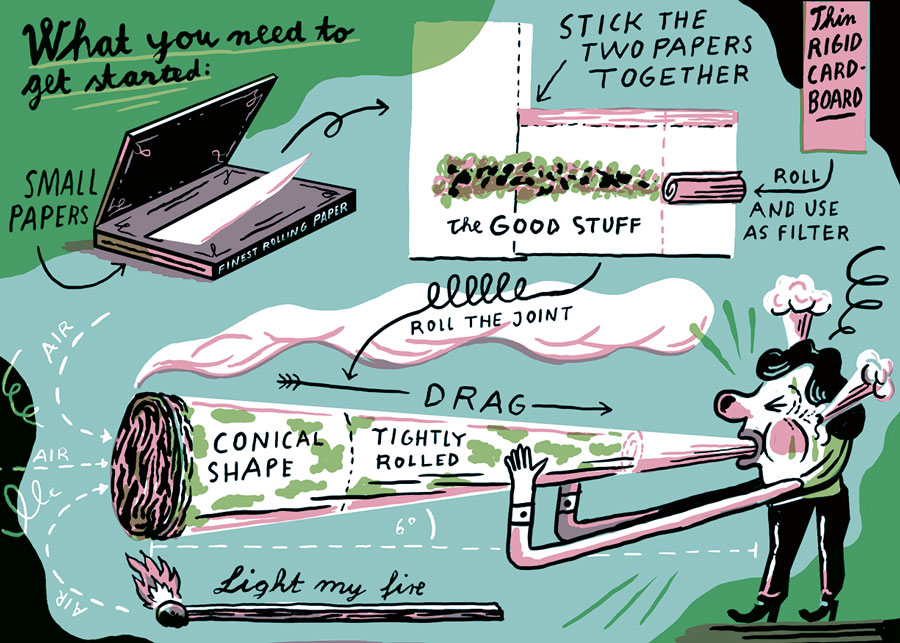 What you need to
get started:
SMALL
PAPERS
FINEST ROLLING PAPER
STICK THE
TWO PAPERS
TOGETHER
Thin
RIGID
CARD-
BOARD
the GOOD STUFF
ROLL
AND USE
AS FILTER
ROLL THE JOINT
DRAG
AIR
AIR
AIR
CONICAL
SHAPE
TIGHTLY
ROLLED
6°
Light my fire